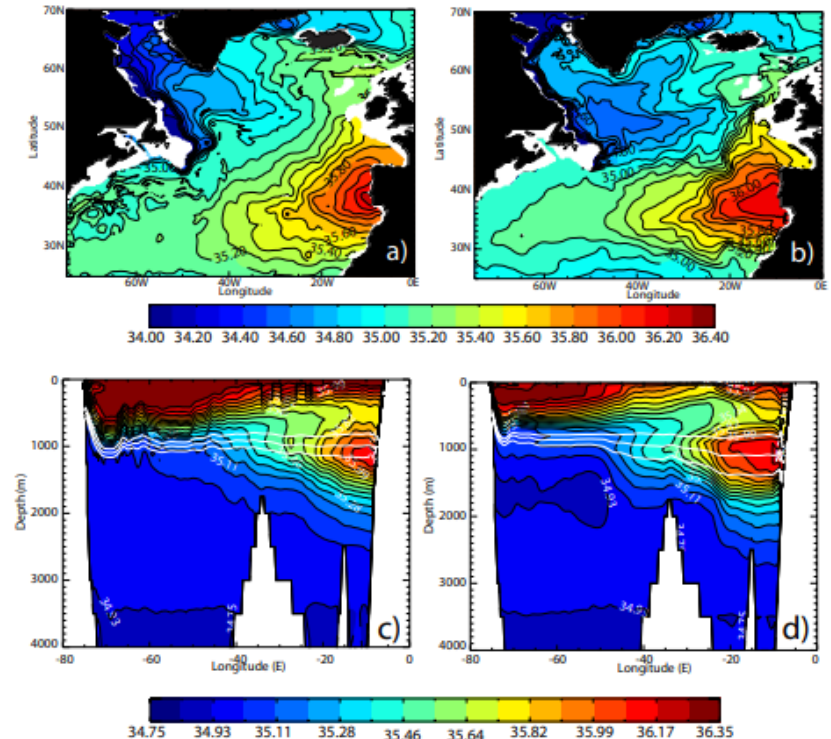 70N
60N
50N
40N
30N
Latitude
35.00
35.80
35.60
35.40
35.20
a)
60W 40W 20W 0E
Longitude
70N
60N
50N
40N
30N
Latitude
35.00
36.00
35.00
b)
60W 40W 20W 0E
Longitude
34.00 34.20 34.40 34.60 34.80 35.00 35.20 35.40 35.60 35.80 36.00 36.20 36.40
0
1000
2000
3000
4000
Depth (m)
35.11
35.28
34.93
34.75
c)
-80 -60 -40 -20 0
Longitude (E)
0
1000
2000
3000
4000
Depth (m)
34.93
35.11
34.75
d)
-80 -60 -40 -20 0
Longitude (E)
34.75 34.93 35.11 35.28 35.46 35.64 35.82 35.99 36.17 36.35